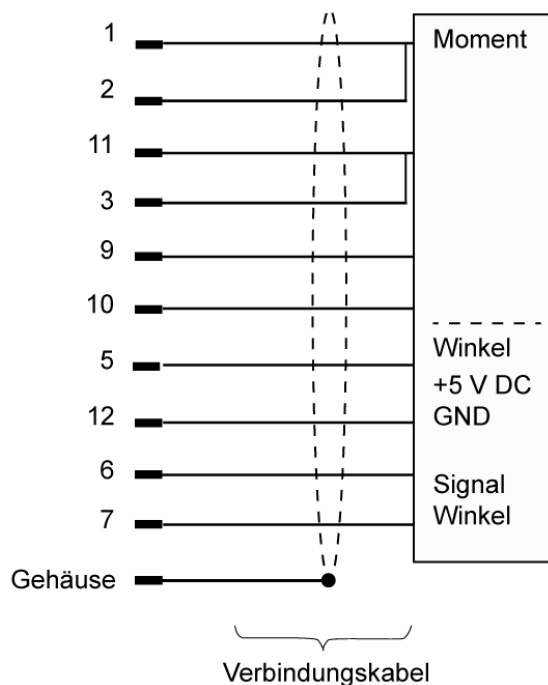 1
Moment
2
11
3
9
10
Winkel
5
+5 V DC
12
GND
6
Signal
7
Winkel
Gehäuse
Verbindungskabel